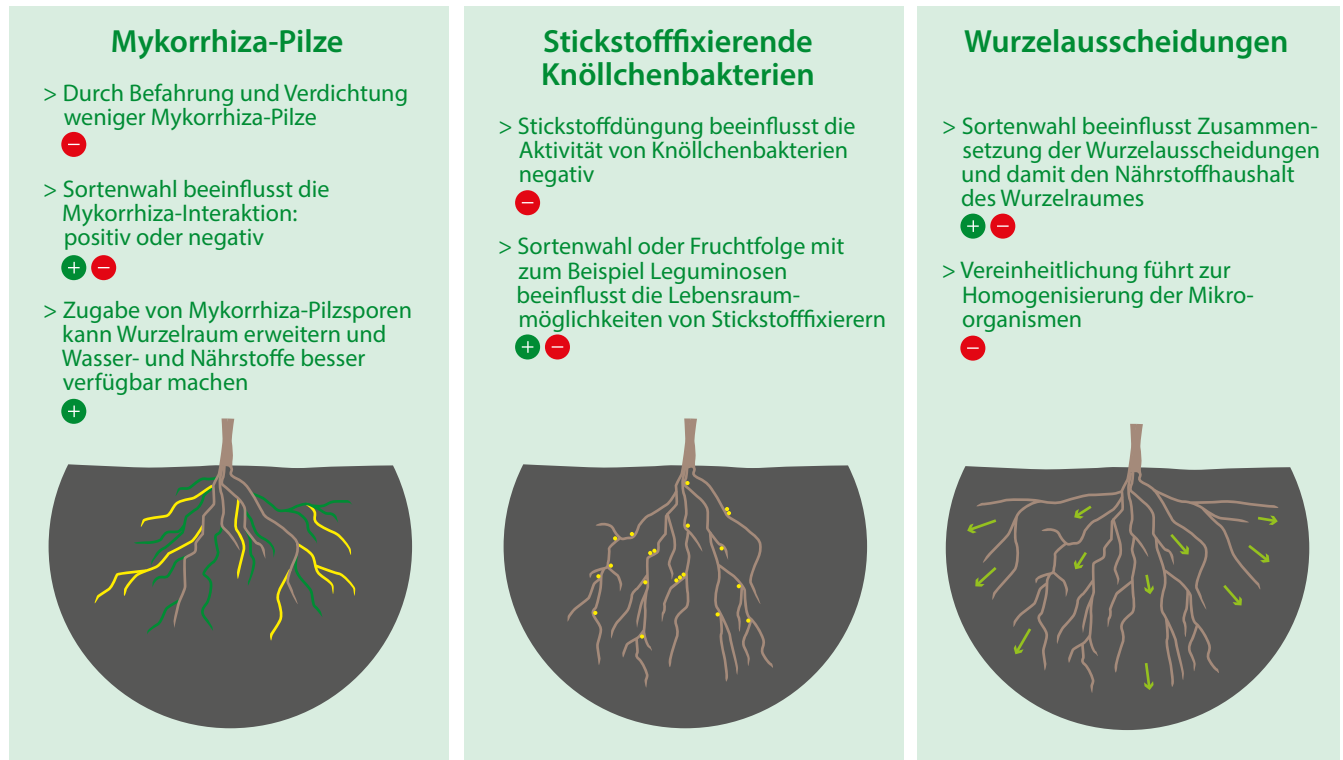 Mykorrhiza-Pilze
> Durch Befahrung und Verdichtung
weniger Mykorrhiza-Pilze
−
> Sortenwahl beeinflusst die
Mykorrhiza-Interaktion:
positiv oder negativ
+ −
> Zugabe von Mykorrhiza-Pilzsporen
kann Wurzelraum erweitern und
Wasser- und Nährstoffe besser
verfügbar machen
+
Stickstofffixierende
Knöllchenbakterien
> Stickstoffdüngung beeinflusst die
Aktivität von Knöllchenbakterien
negativ
−
> Sortenwahl oder Fruchtfolge mit
zum Beispiel Leguminosen
beeinflusst die Lebensraum-
möglichkeiten von Stickstofffixierern
+ −
Wurzelausscheidungen
> Sortenwahl beeinflusst Zusammen-
setzung der Wurzelausscheidungen
und damit den Nährstoffhaushalt
des Wurzelraumes
+ −
> Vereinheitlichung führt zur
Homogenisierung der Mikro-
organismen
−